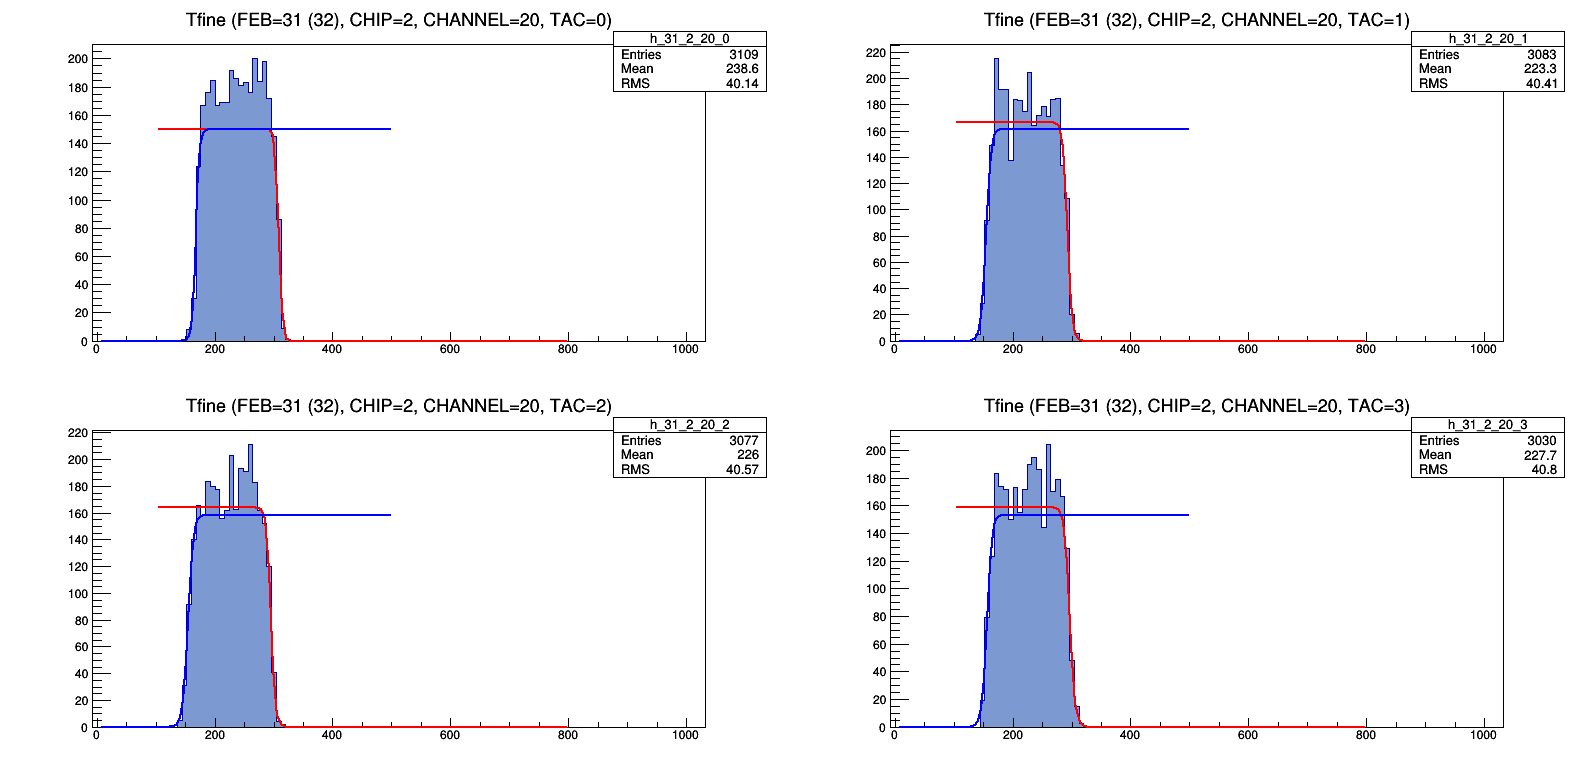 Tfine (FEB=31 (32), CHIP=2, CHANNEL=20, TAC=0)
h_31_2_20_0
Entries 3109
Mean 238.6
RMS 40.14
200
180
160
140
120
100
80
60
40
20
0
0 200 400 600 800 1000
Tfine (FEB=31 (32), CHIP=2, CHANNEL=20, TAC=1)
h_31_2_20_1
Entries 3083
Mean 223.3
RMS 40.41
220
200
180
160
140
120
100
80
60
40
20
0
0 200 400 600 800 1000
Tfine (FEB=31 (32), CHIP=2, CHANNEL=20, TAC=2)
h_31_2_20_2
Entries 3077
Mean 226
RMS 40.57
220
200
180
160
140
120
100
80
60
40
20
0
0 200 400 600 800 1000
Tfine (FEB=31 (32), CHIP=2, CHANNEL=20, TAC=3)
h_31_2_20_3
Entries 3030
Mean 227.7
RMS 40.8
200
180
160
140
120
100
80
60
40
20
0
0 200 400 600 800 1000